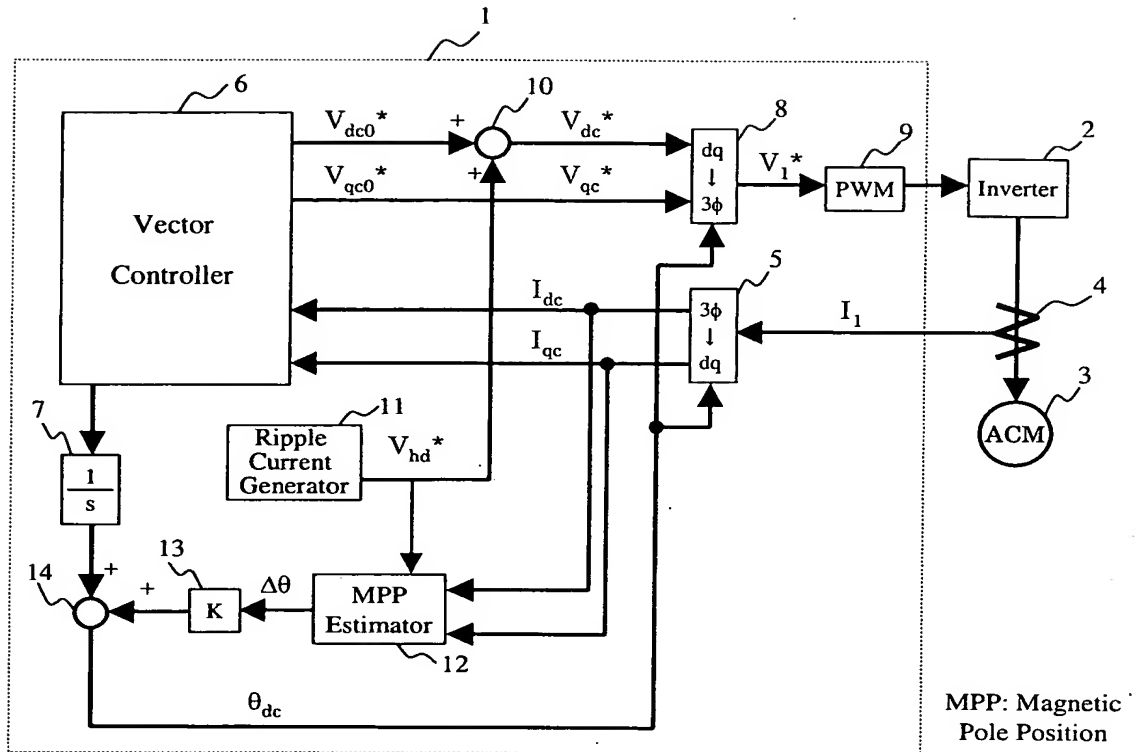 1
6
10
8
9
2
V_dc0*
+
V_dc*
dq
↓
3ϕ
V_1*
PWM
Inverter
V_qc0*
+
V_qc*
Vector
Controller
5
4
I_dc
3ϕ
↓
dq
I_1
I_qc
3
ACM
7
11
Ripple
Current
Generator
V_hd*
1
s
13
14
+
+
K
Δθ
MPP
Estimator
12
θ_dc
MPP: Magnetic
Pole Position